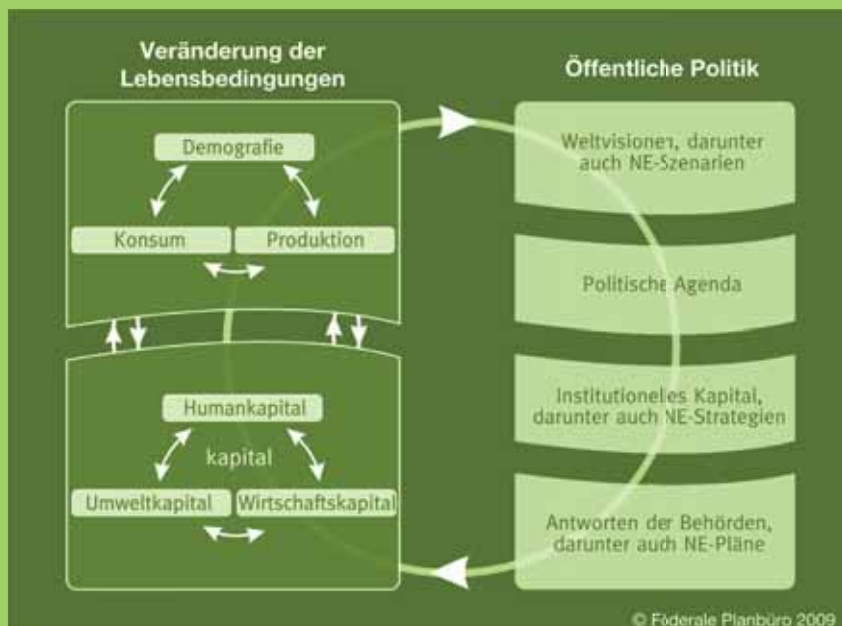 Veränderung der
Lebensbedingungen
Demografie
Konsum
Produktion
Humankapital
kapital
Umweltkapital
Wirtschaftskapital
Öffentliche Politik
Weltvisionen, darunter
auch NE-Szenarien
Politische Agenda
Institutionelles Kapital,
darunter auch NE-Strategien
Antworten der Behörden,
darunter auch NE-Pläne
© Föderale Planbüro 2009